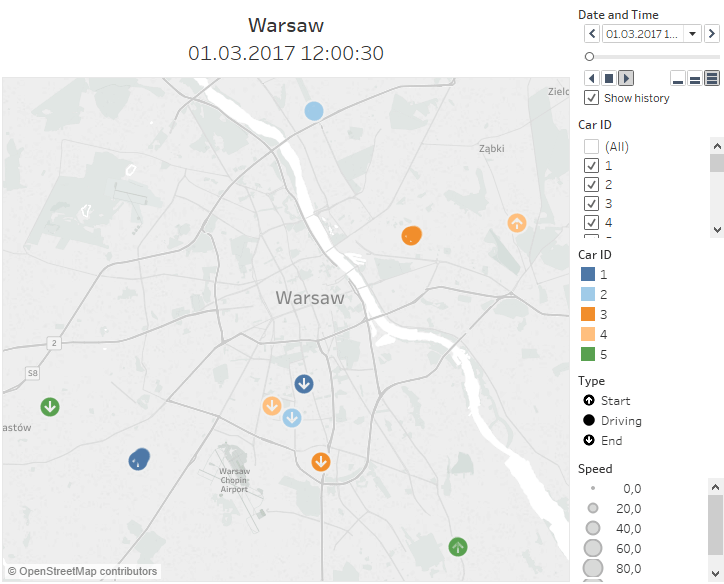 Warsaw
01.03.2017 12:00:30
Zielo
Ząbki
Warsaw
2
S8
astów
Warsaw
Chopin
Airport
© OpenStreetMap contributors
Date and Time
01.03.2017 1...
Show history
Car ID
(All)
1
2
3
4
Car ID
1
2
3
4
5
Type
Start
Driving
End
Speed
0,0
20,0
40,0
60,0
80,0